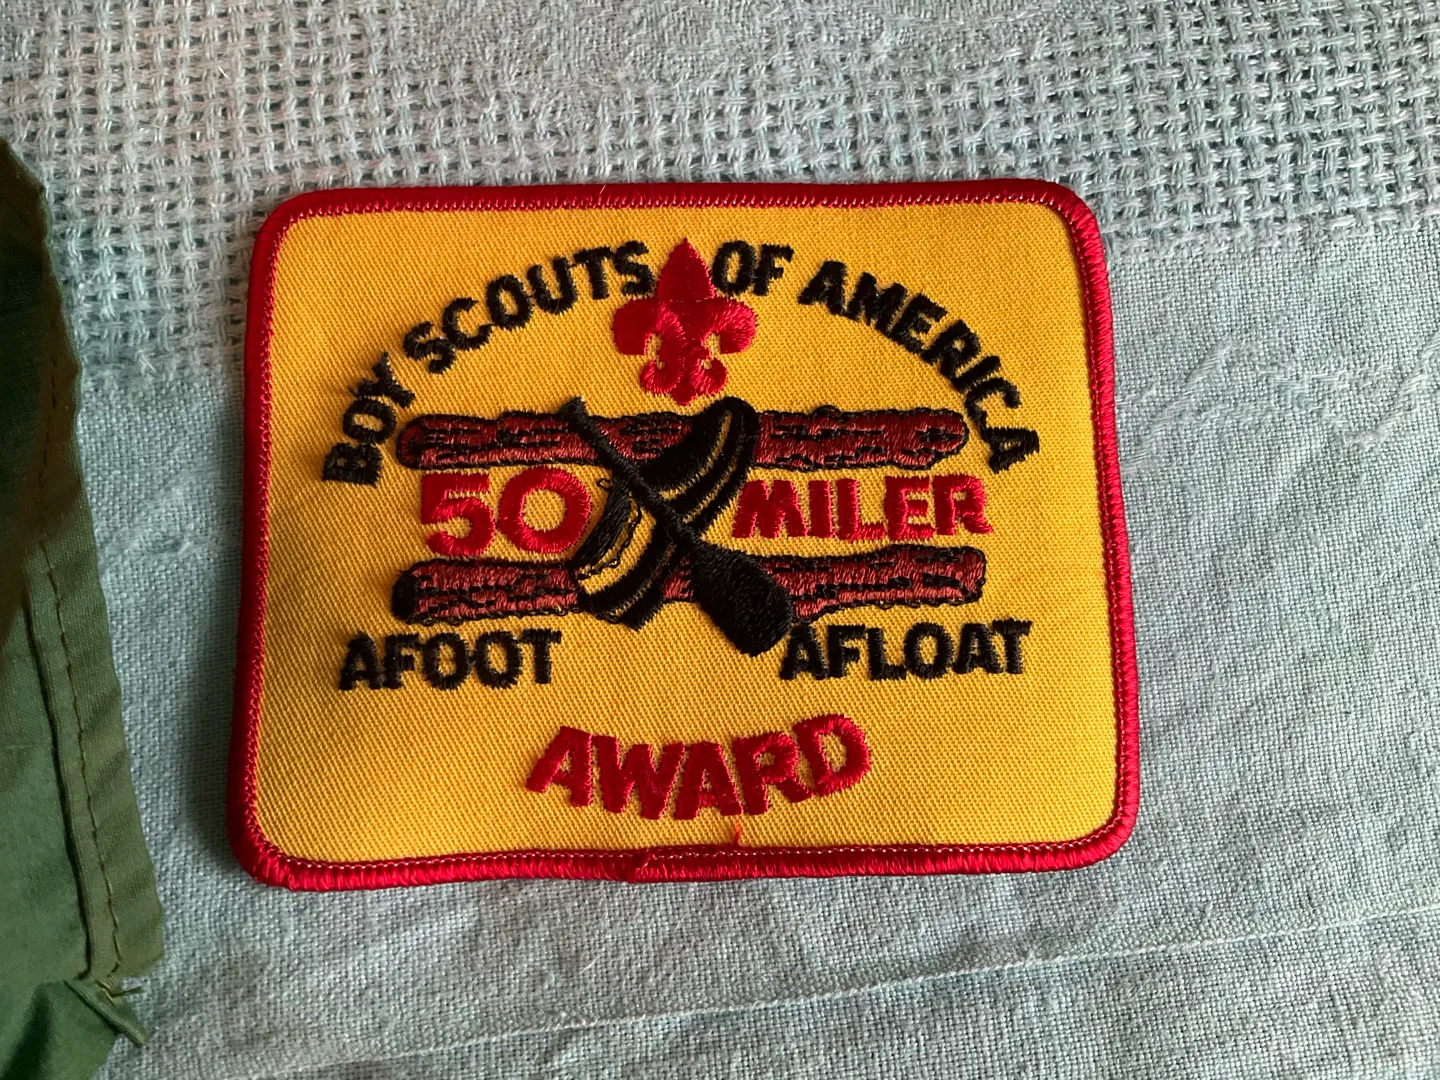 BOY SCOUTS OF AMERICA
50 MILER
AFOOT AFLOAT
AWARD